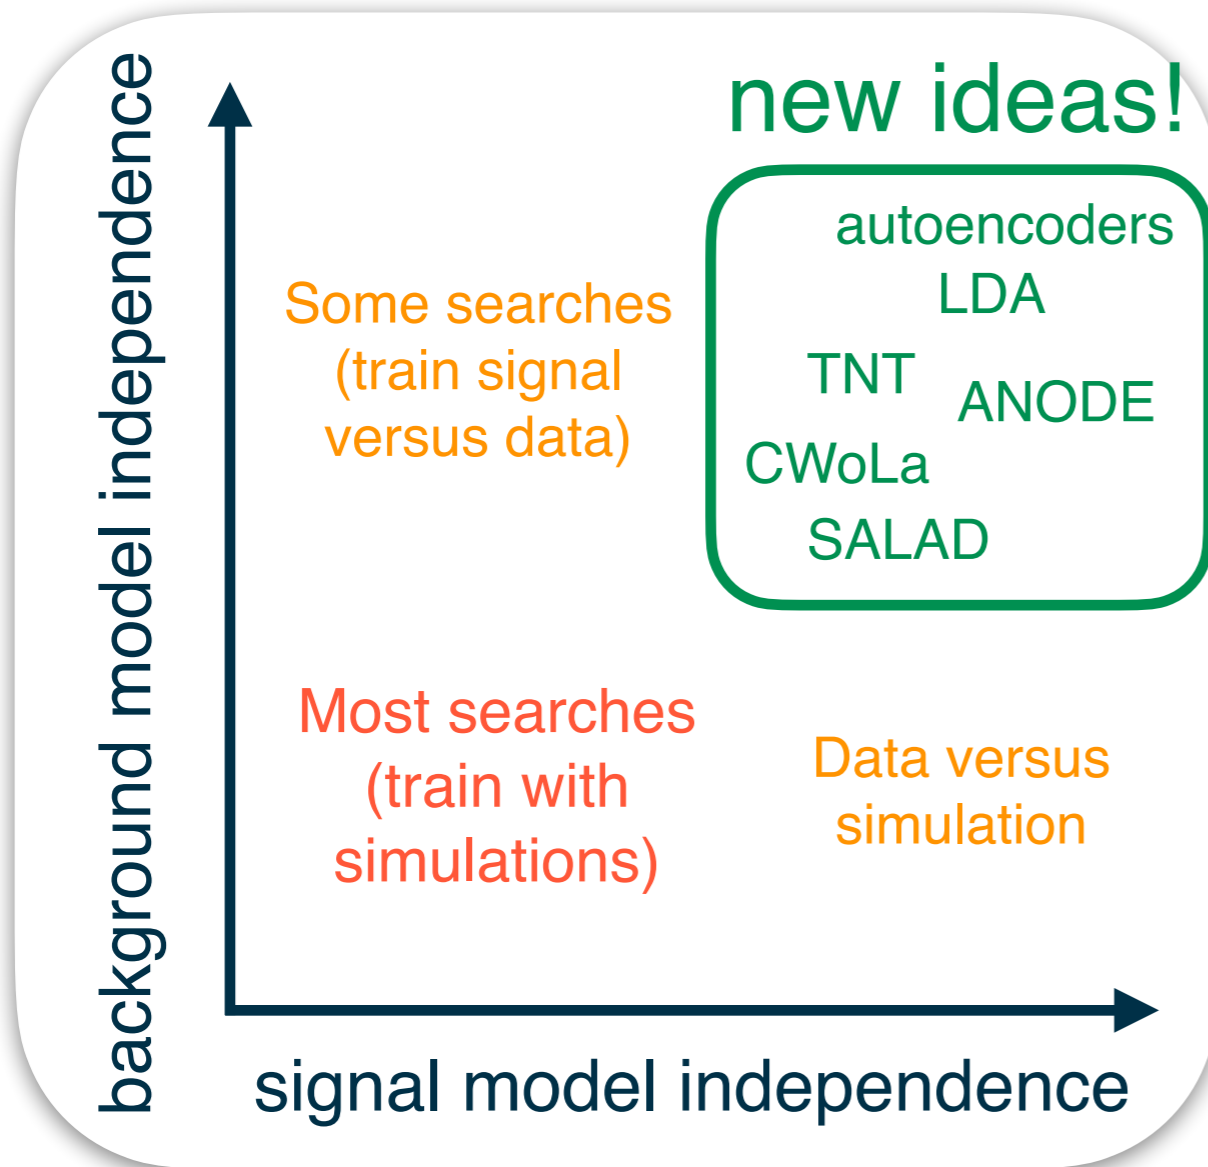 new ideas!
autoencoders
LDA
TNT
ANODE
CWoLa
SALAD
Some searches
(train signal
versus data)
Most searches
(train with
simulations)
Data versus
simulation
background model independence
signal model independence